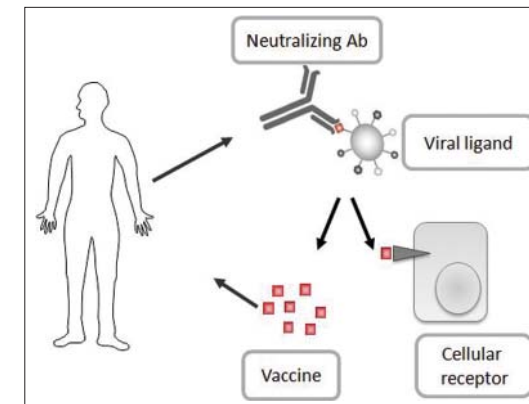 Neutralizing Ab
Viral ligand
Vaccine
Cellular
receptor